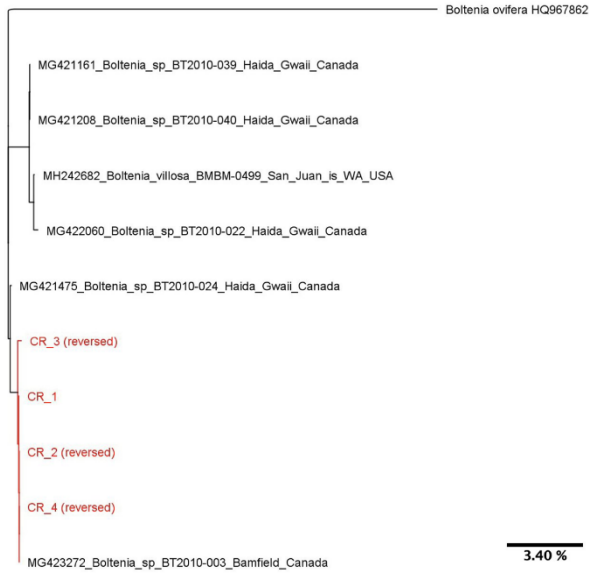 Boltenia ovifera HQ967862
MG421161_Boltenia_sp_BT2010-039_Haida_Gwaii_Canada
MG421208_Boltenia_sp_BT2010-040_Haida_Gwaii_Canada
MH242682_Boltenia_villosa_BMBM-0499_San_Juan_is_WA_USA
MG422060_Boltenia_sp_BT2010-022_Haida_Gwaii_Canada
MG421475_Boltenia_sp_BT2010-024_Haida_Gwaii_Canada
CR_3 (reversed)
CR_1
CR_2 (reversed)
CR_4 (reversed)
MG423272_Boltenia_sp_BT2010-003_Bamfield_Canada
3.40 %